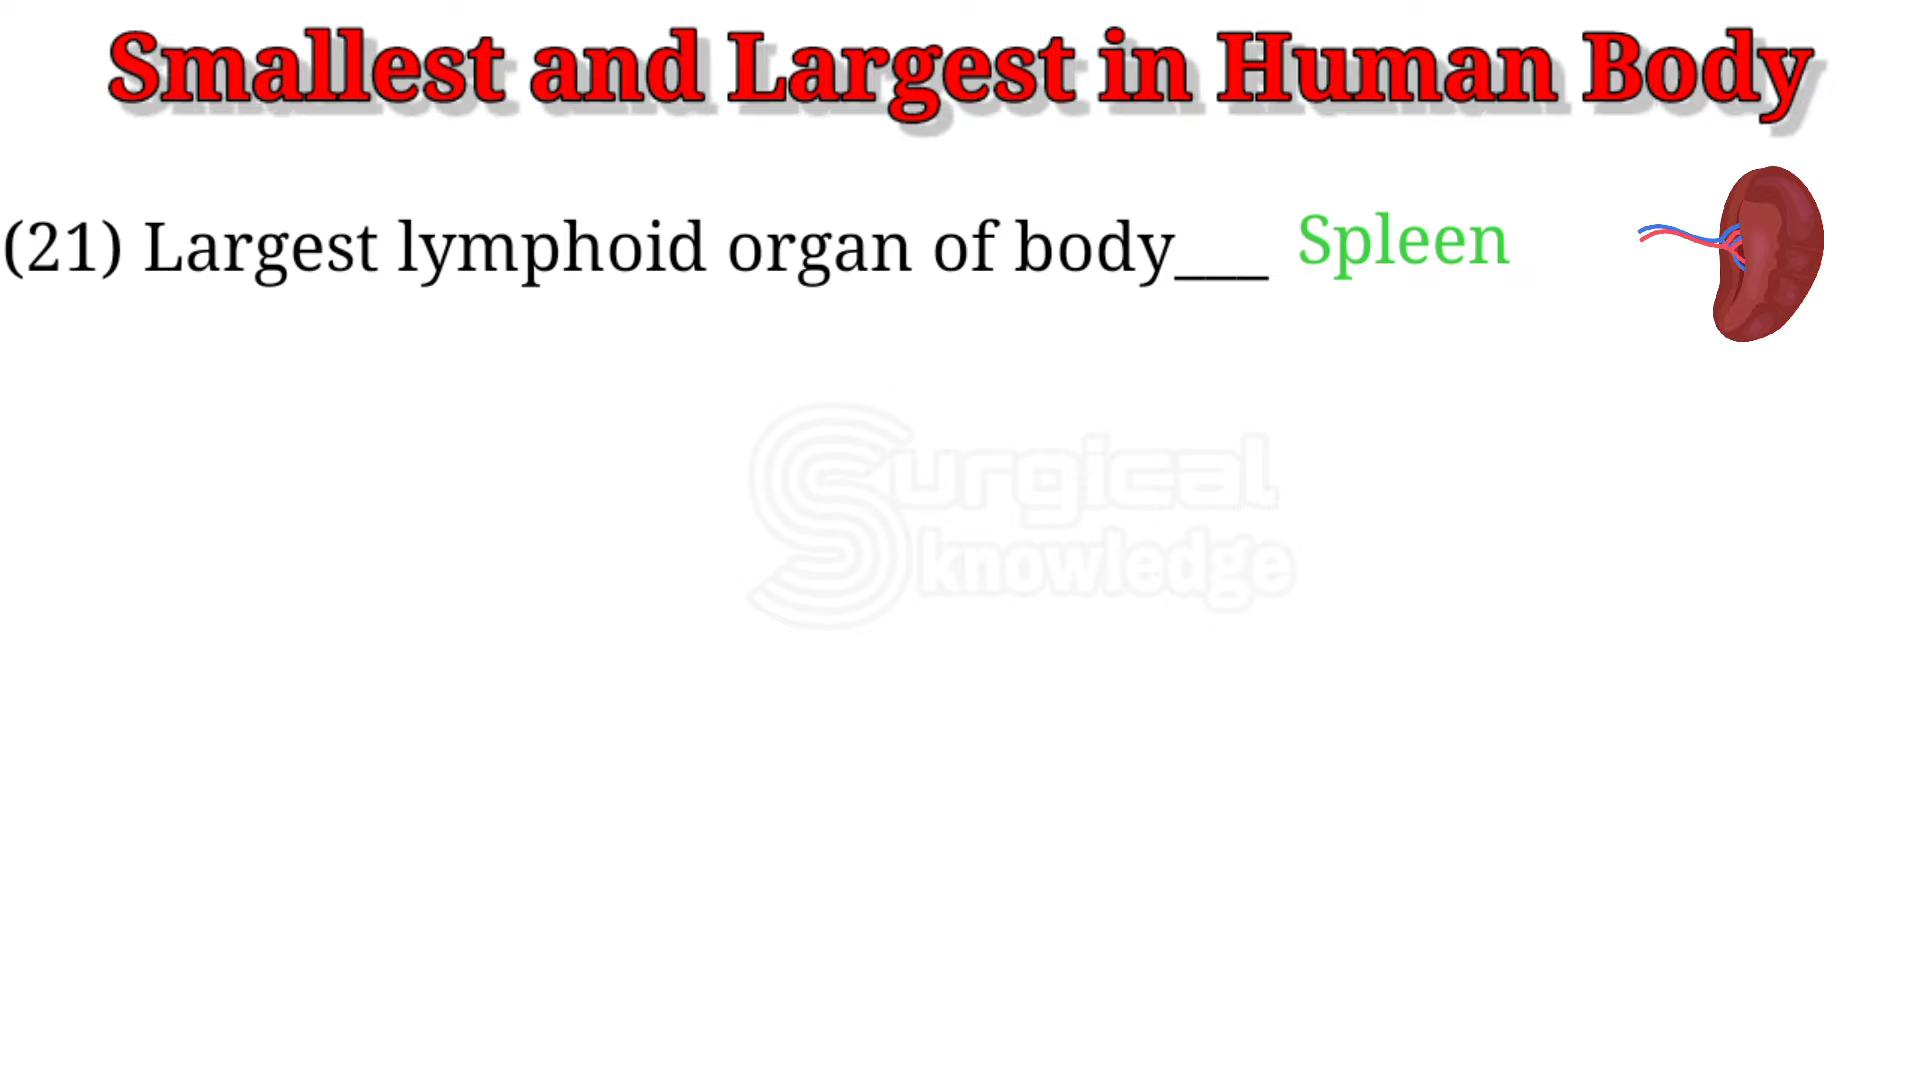 Smallest and Largest in Human Body
(21) Largest lymphoid organ of body___ Spleen
Surgical
knowledge